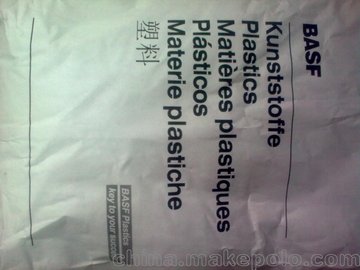 BASF
Kunststoffe
Plastics
Matières plastiques
Plásticos
Materie plastiche
塑料
BASF Plastics
key to your success
china.makepolo.com